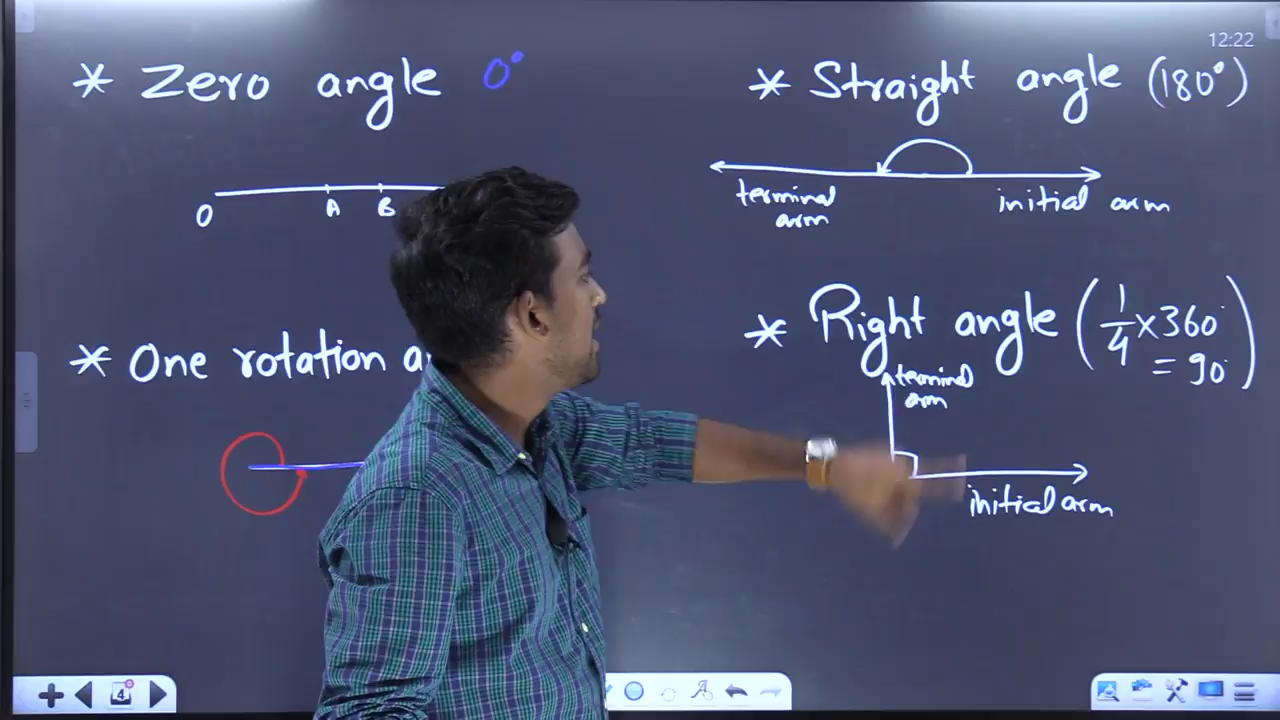 12:22
* Zero angle 0°
O A B
* One rotation a
* Straight angle (180°)
terminal
arm
initial arm
* Right angle (1/4 × 360°
= 90°)
terminal
arm
initial arm
4